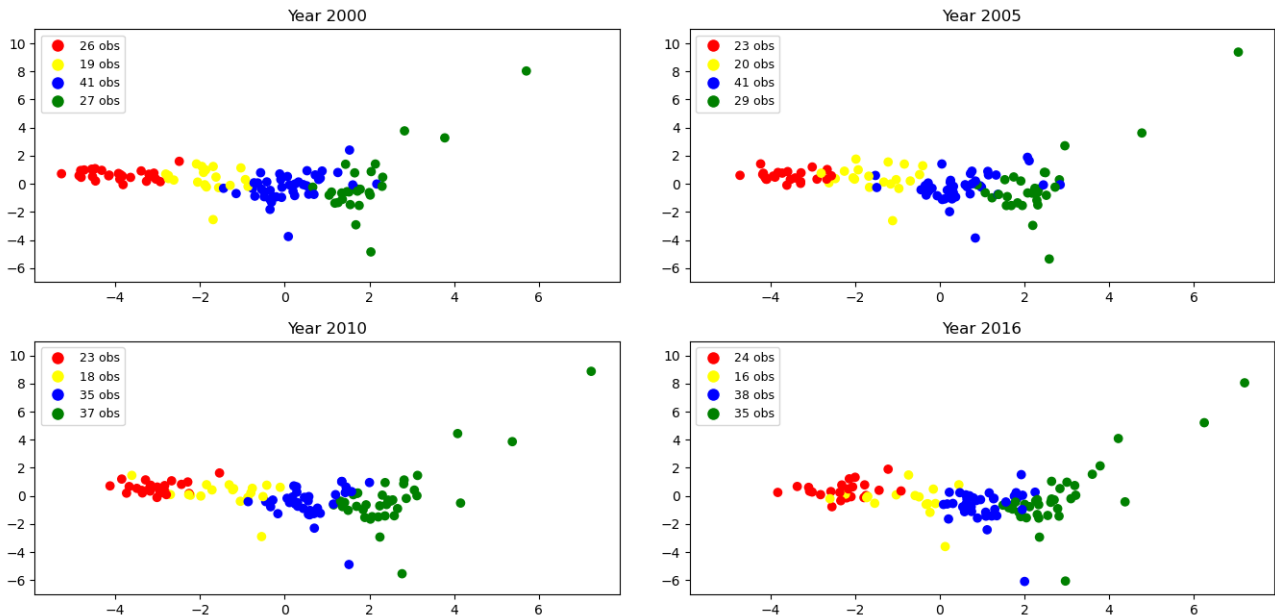 Year 2000
10
8
6
4
2
0
−2
−4
−6
26 obs
19 obs
41 obs
27 obs
−4 −2 0 2 4 6
Year 2005
10
8
6
4
2
0
−2
−4
−6
23 obs
20 obs
41 obs
29 obs
−4 −2 0 2 4 6
Year 2010
10
8
6
4
2
0
−2
−4
−6
23 obs
18 obs
35 obs
37 obs
−4 −2 0 2 4 6
Year 2016
10
8
6
4
2
0
−2
−4
−6
24 obs
16 obs
38 obs
35 obs
−4 −2 0 2 4 6